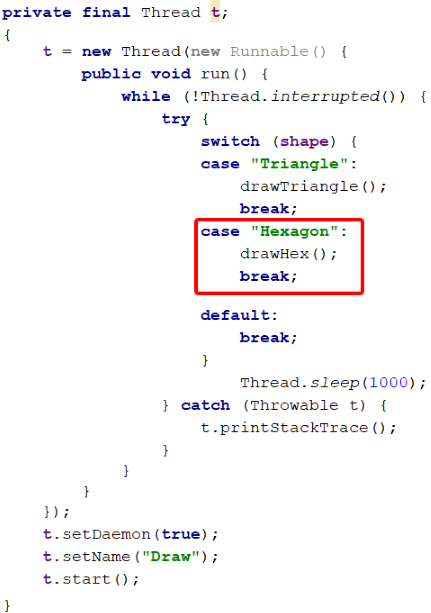 private final Thread t;
{
    t = new Thread(new Runnable() {
        public void run() {
            while (!Thread.interrupted()) {
                try {
                    switch (shape) {
                    case "Triangle":
                        drawTriangle();
                        break;
                    case "Hexagon":
                        drawHex();
                        break;
                    default:
                        break;
                    }
                        Thread.sleep(1000);
                } catch (Throwable t) {
                    t.printStackTrace();
                }
            }
        }
    });
    t.setDaemon(true);
    t.setName("Draw");
    t.start();
}